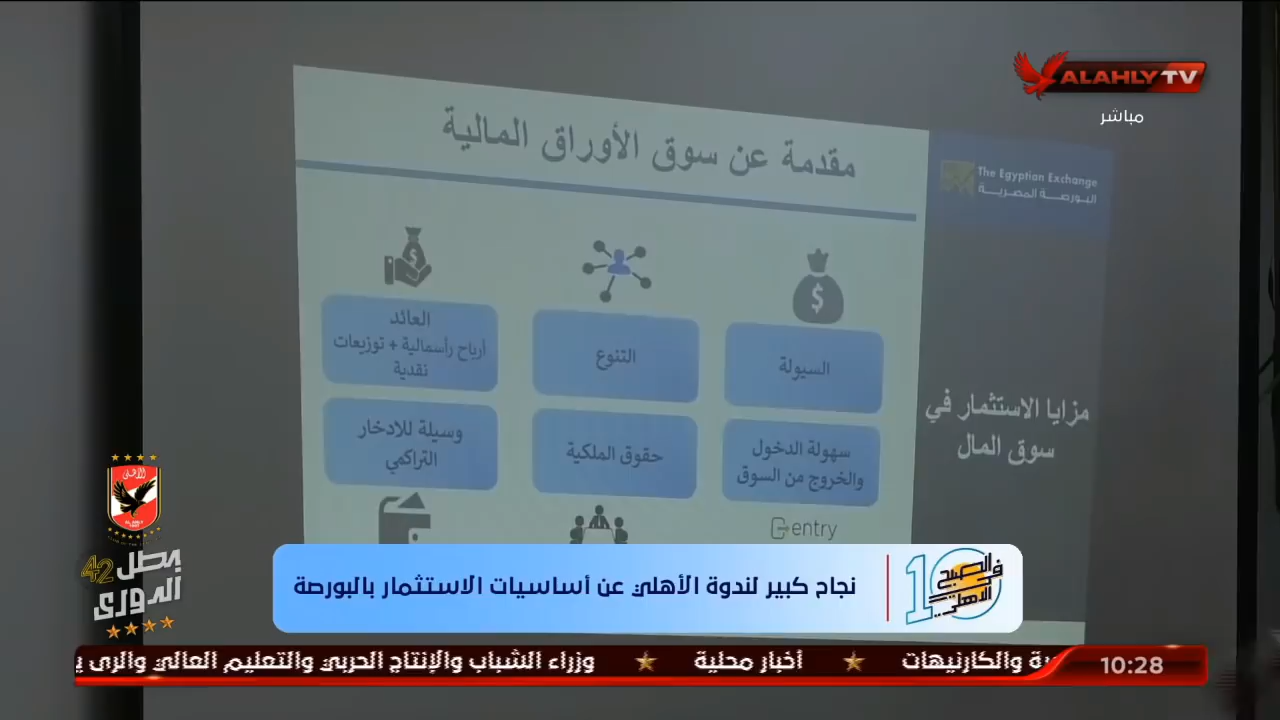 ALAHLY TV
مباشر
مقدمة عن سوق الأوراق المالية
The Egyptian Exchange
البورصة المصرية
مزايا الاستثمار في
سوق المال
السيولة
التنوع
العائد
أرباح رأسمالية + توزيعات
نقدية
سهولة الدخول
والخروج من السوق
حقوق الملكية
وسيلة للادخار
التراكمي
entry
بطل 42
الدورى
10 في الصبح الأهلي..
نجاح كبير لندوة الأهلي عن أساسيات الاستثمار بالبورصة
والكارنيهات ★ أخبار محلية ★ وزراء الشباب والإنتاج الحربي والتعليم العالي والرى
10:28